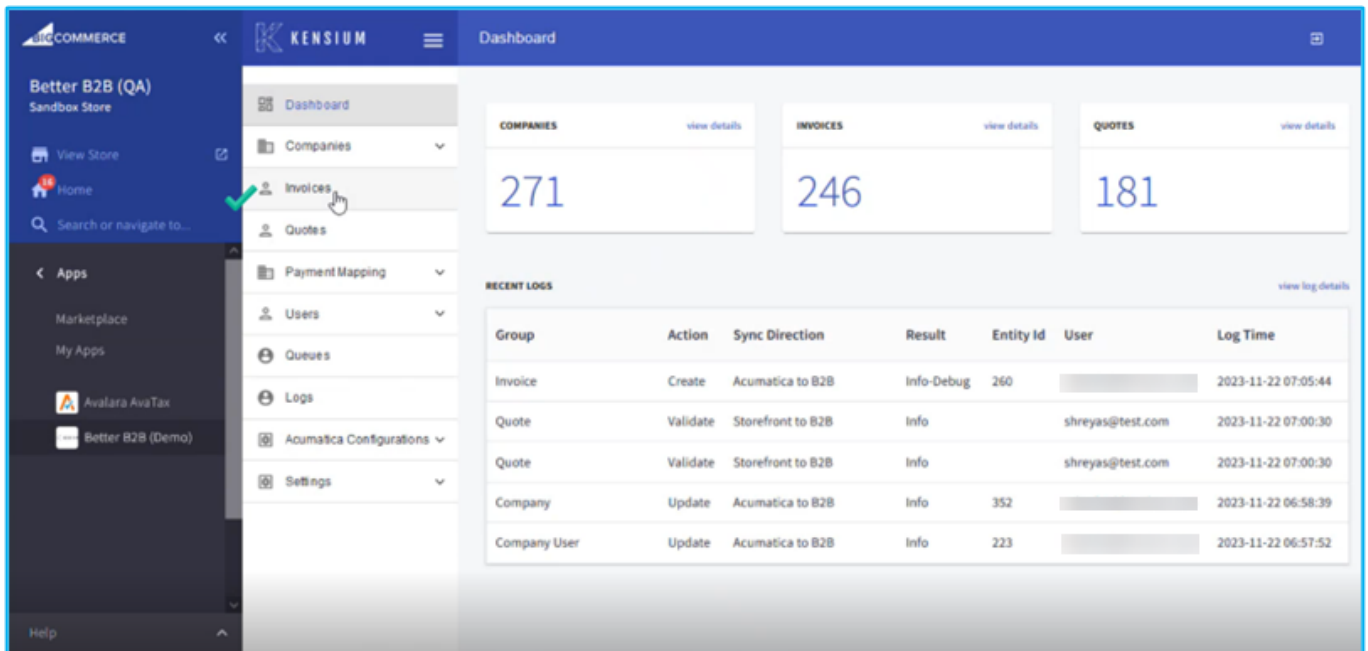 BIGCOMMERCE
Better B2B (QA)
Sandbox Store
View Store
16
Home
Search or navigate to...
Apps
Marketplace
My Apps
Avalara AvaTax
Better B2B (Demo)
Help
KENSIUM
Dashboard
Companies
Invoices
Quotes
Payment Mapping
Users
Queues
Logs
Acumatica Configurations
Settings
Dashboard
COMPANIES view details
271
INVOICES view details
246
QUOTES view details
181
RECENT LOGS view log details
Group Action Sync Direction Result Entity Id User Log Time
Invoice Create Acumatica to B2B Info-Debug 260 2023-11-22 07:05:44
Quote Validate Storefront to B2B Info shreyas@test.com 2023-11-22 07:00:30
Quote Validate Storefront to B2B Info shreyas@test.com 2023-11-22 07:00:30
Company Update Acumatica to B2B Info 352 2023-11-22 06:58:39
Company User Update Acumatica to B2B Info 223 2023-11-22 06:57:52